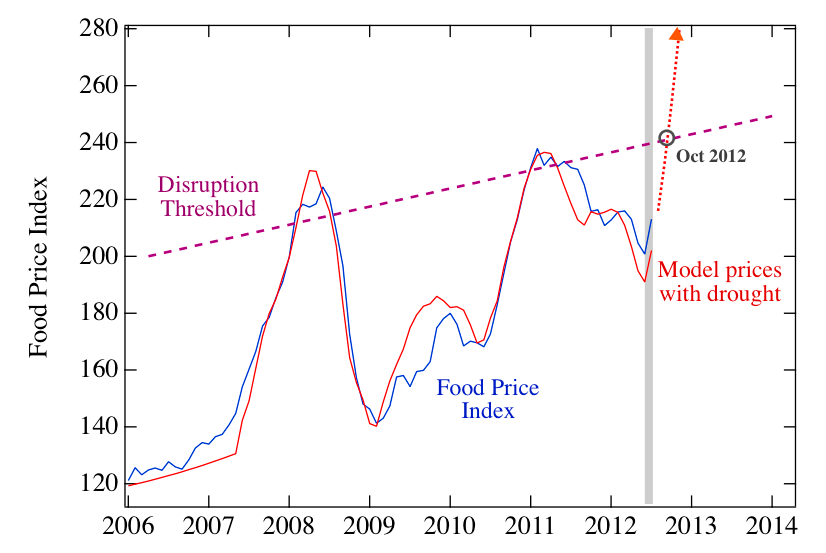 280
260
240
220
200
180
160
140
120
Food Price Index
Disruption
Threshold
Oct 2012
Model prices
with drought
Food Price
Index
2006 2007 2008 2009 2010 2011 2012 2013 2014